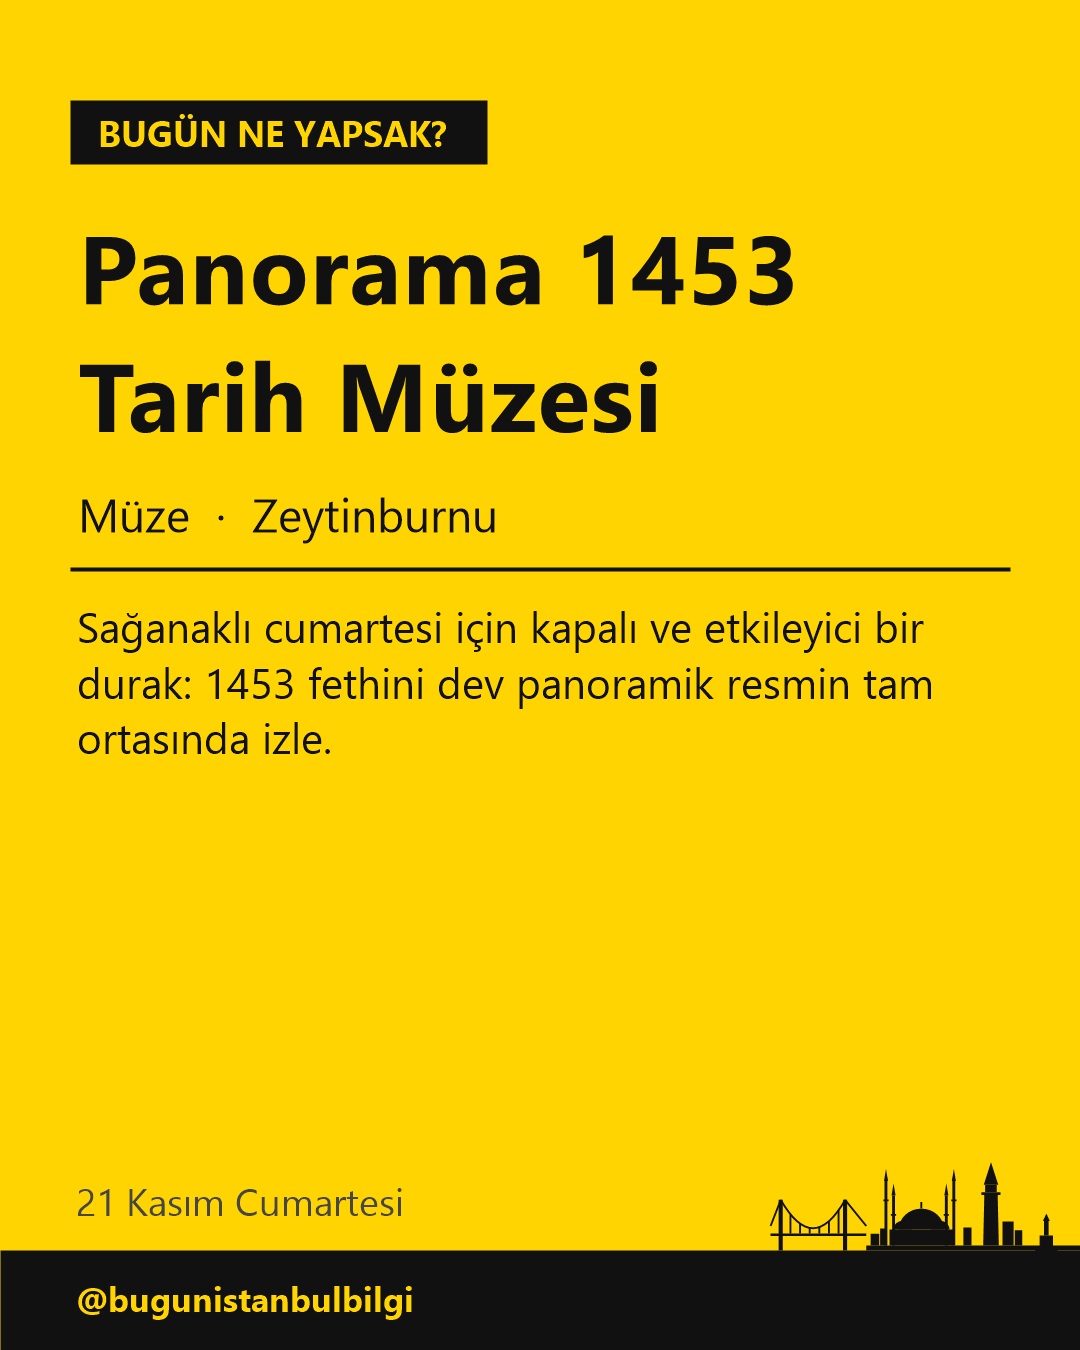 BUGÜN NE YAPSAK?
Panorama 1453
Tarih Müzesi
Müze · Zeytinburnu
Sağanaklı cumartesi için kapalı ve etkileyici bir
durak: 1453 fethini dev panoramik resmin tam
ortasında izle.
21 Kasım Cumartesi
@bugunistanbulbilgi